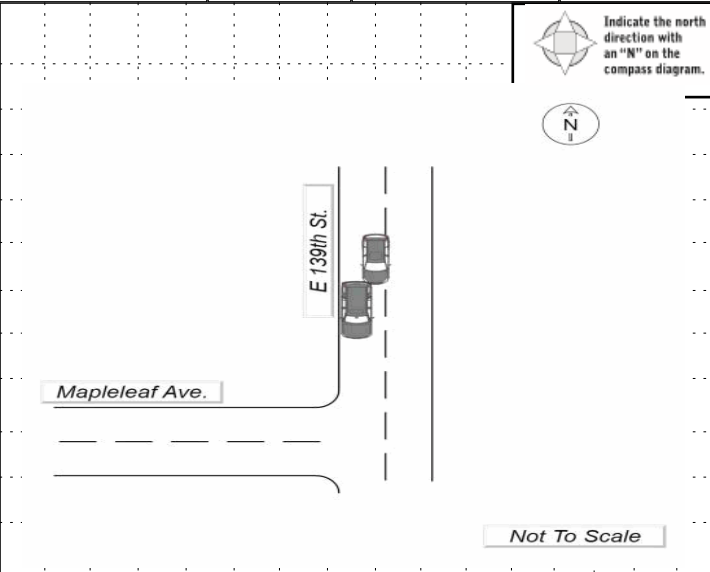 Indicate the north
direction with
an "N" on the
compass diagram.
N
E 139th St.
Mapleleaf Ave.
Not To Scale